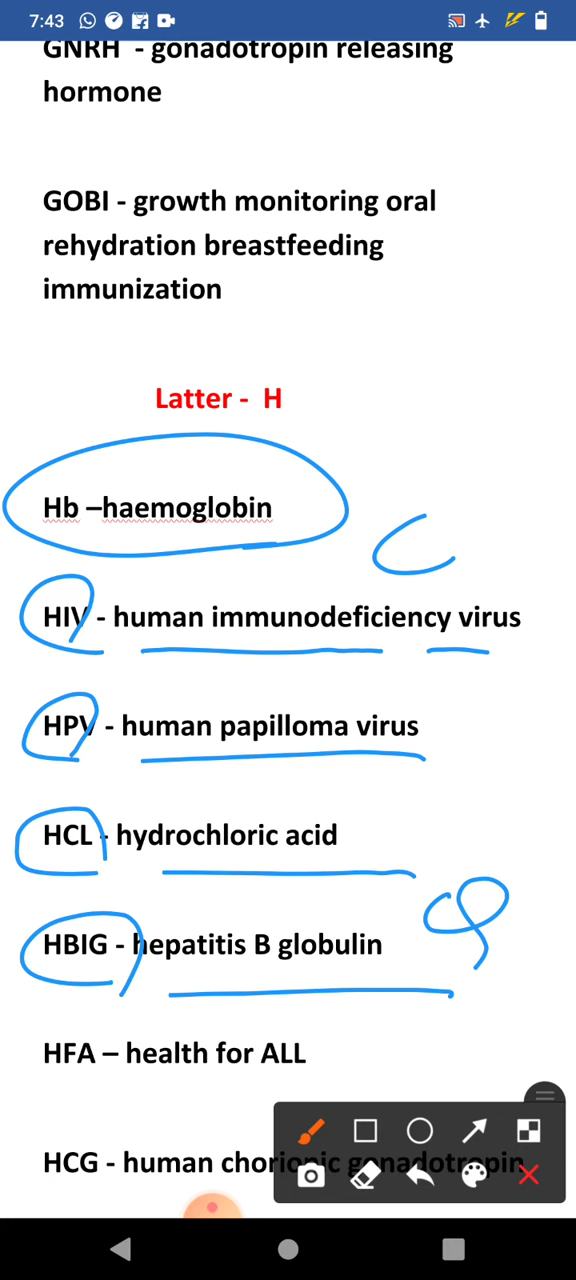 7:43
GNRH - gonadotropin releasing
hormone
GOBI - growth monitoring oral
rehydration breastfeeding
immunization
Latter - H
Hb –haemoglobin
HIV - human immunodeficiency virus
HPV - human papilloma virus
HCL - hydrochloric acid
HBIG - hepatitis B globulin
HFA – health for ALL
HCG - human chorionic gonadotropin